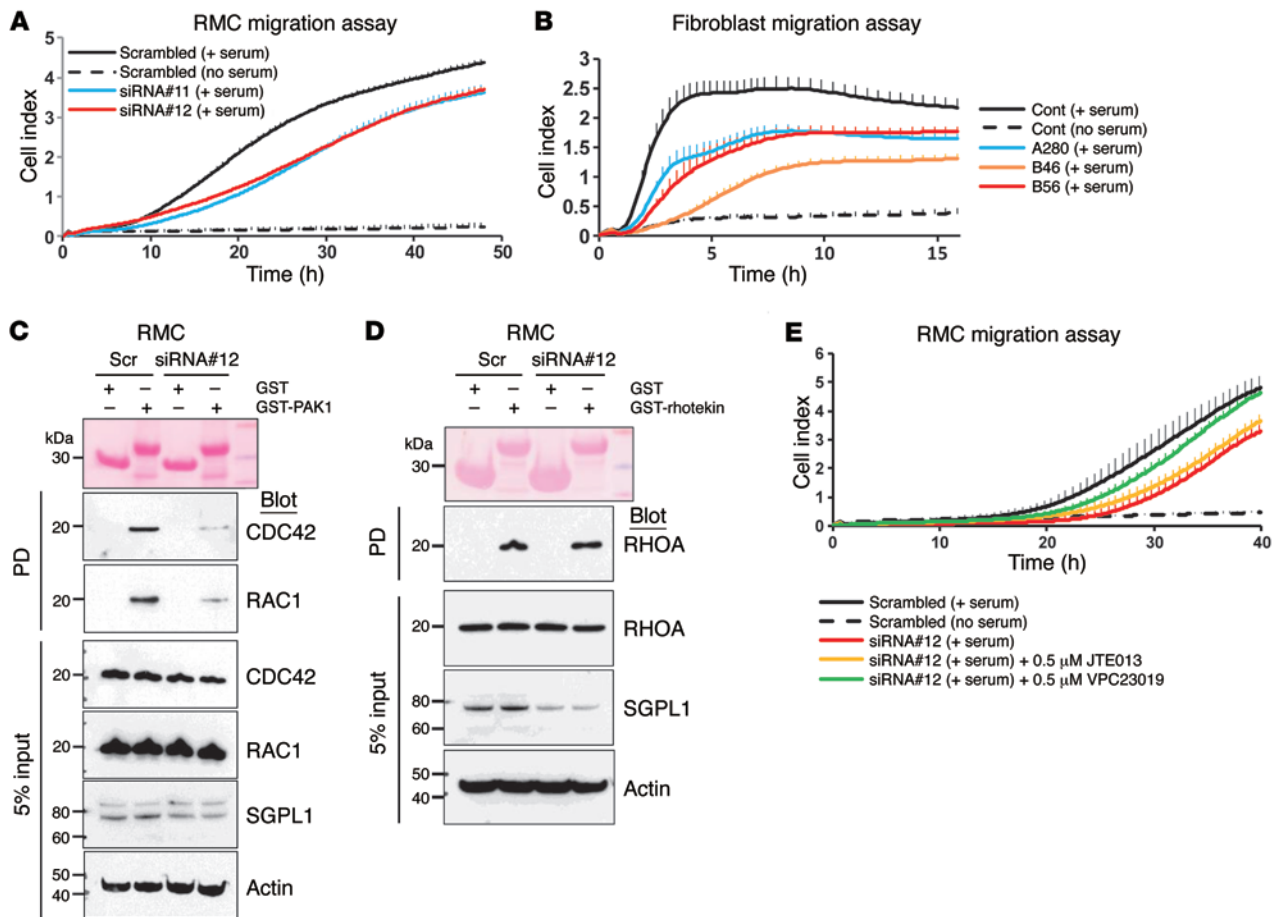 A
RMC migration assay
5
4
3
2
1
0
Cell index
Scrambled (+ serum)
Scrambled (no serum)
siRNA#11 (+ serum)
siRNA#12 (+ serum)
0 10 20 30 40 50
Time (h)
B
Fibroblast migration assay
3
2.5
2
1.5
1
0.5
0
Cell index
0 5 10 15
Time (h)
Cont (+ serum)
Cont (no serum)
A280 (+ serum)
B46 (+ serum)
B56 (+ serum)
C
RMC
Scr siRNA#12
+ – + – GST
– + – + GST-PAK1
kDa
30
Blot
PD
20 CDC42
20 RAC1
5% input
20 CDC42
20 RAC1
80 SGPL1
60
50 Actin
40
D
RMC
Scr siRNA#12
+ – + – GST
– + – + GST-rhotekin
kDa
30
Blot
PD
20 RHOA
5% input
20 RHOA
80 SGPL1
60
50 Actin
40
E
RMC migration assay
6
5
4
3
2
1
0
Cell index
0 10 20 30 40
Time (h)
Scrambled (+ serum)
Scrambled (no serum)
siRNA#12 (+ serum)
siRNA#12 (+ serum) + 0.5 μM JTE013
siRNA#12 (+ serum) + 0.5 μM VPC23019